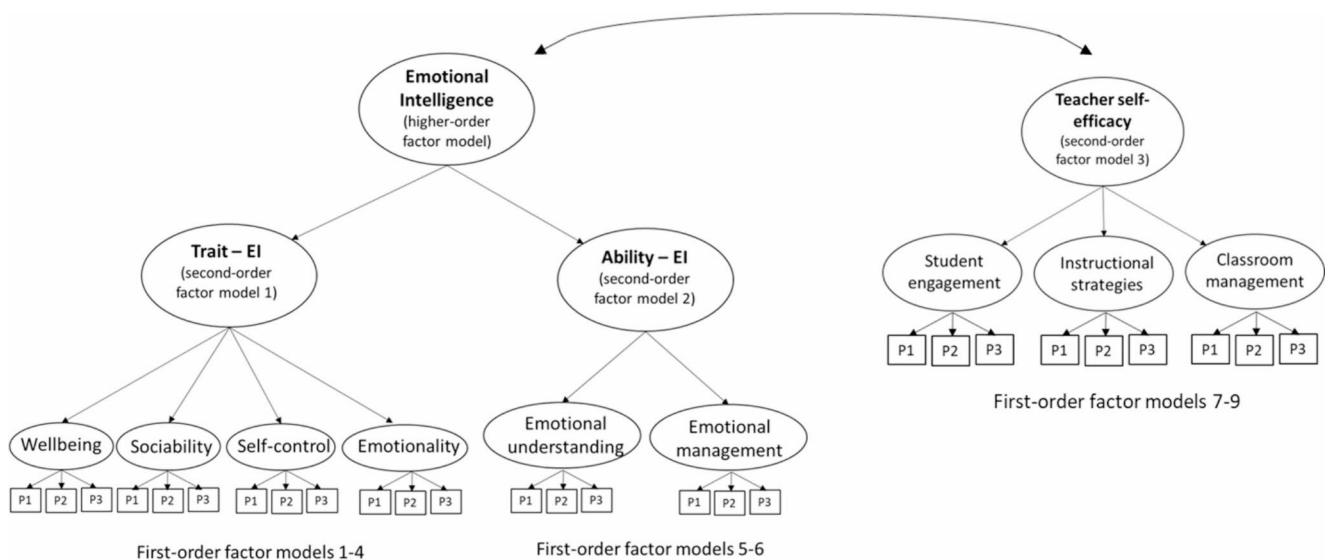 Emotional
Intelligence
(higher-order
factor model)
Teacher self-
efficacy
(second-order
factor model 3)
Trait – EI
(second-order
factor model 1)
Ability – EI
(second-order
factor model 2)
Student
engagement
Instructional
strategies
Classroom
management
P1 P2 P3 P1 P2 P3 P1 P2 P3
First-order factor models 7-9
Wellbeing
Sociability
Self-control
Emotionality
Emotional
understanding
Emotional
management
P1 P2 P3 P1 P2 P3 P1 P2 P3 P1 P2 P3 P1 P2 P3 P1 P2 P3
First-order factor models 1-4
First-order factor models 5-6